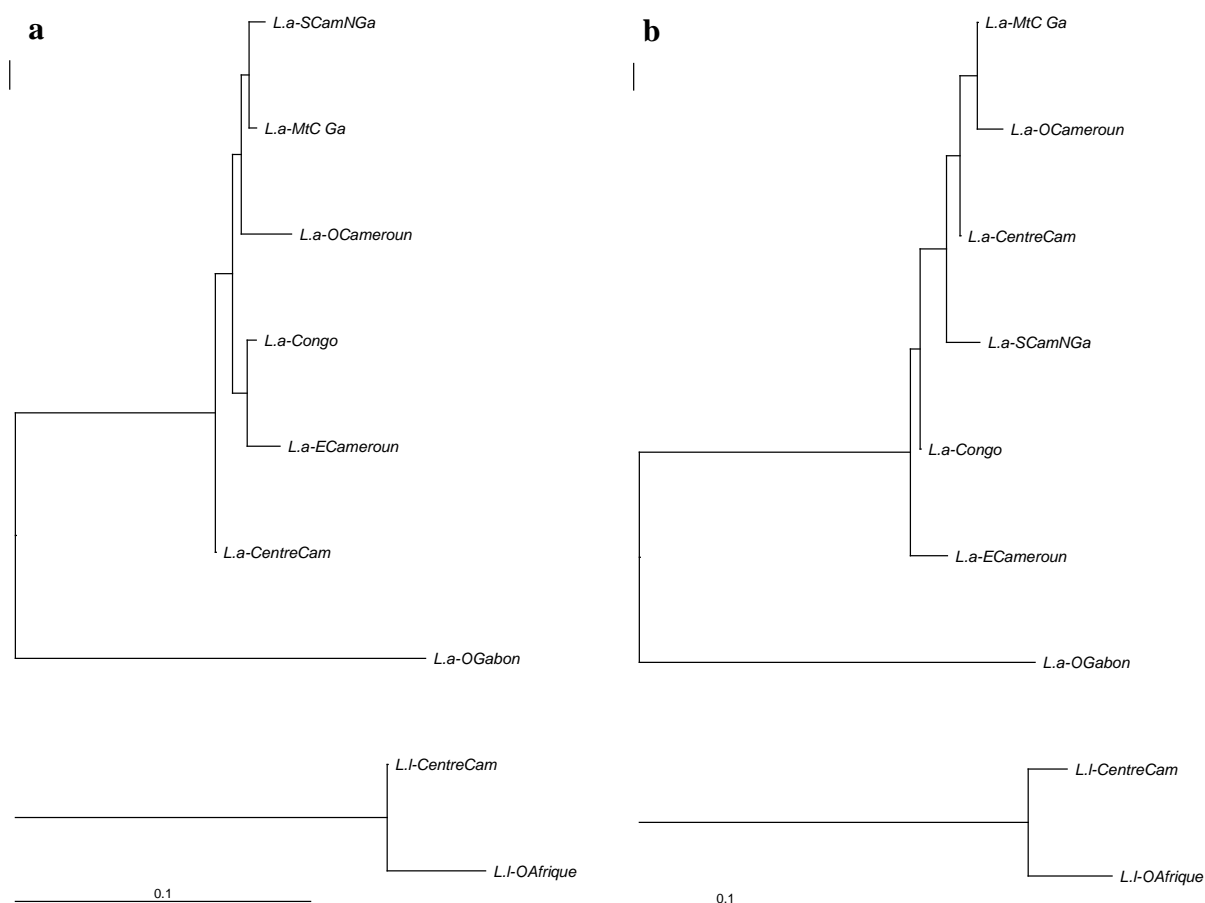 a
L.a-SCamNGa
L.a-MtC Ga
L.a-OCameroun
L.a-Congo
L.a-ECameroun
L.a-CentreCam
L.a-OGabon
L.l-CentreCam
L.l-OAfrique
0.1
b
L.a-MtC Ga
L.a-OCameroun
L.a-CentreCam
L.a-SCamNGa
L.a-Congo
L.a-ECameroun
L.a-OGabon
L.l-CentreCam
L.l-OAfrique
0.1